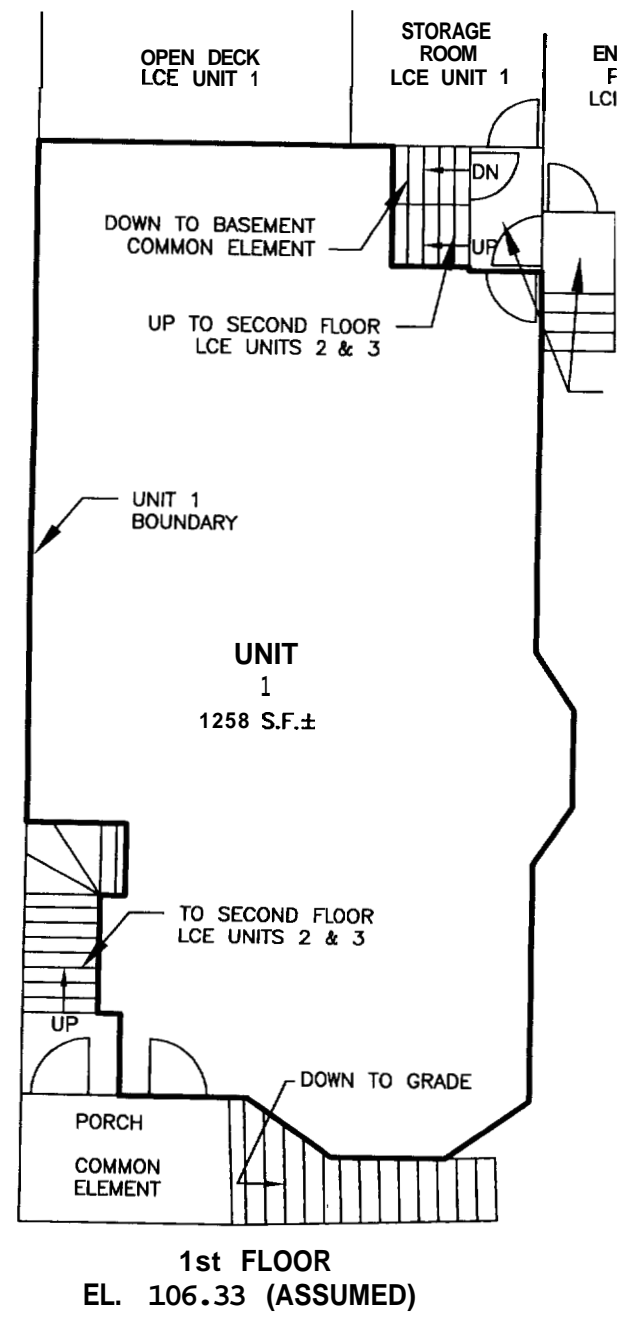 OPEN DECK
LCE UNIT 1
STORAGE
ROOM
LCE UNIT 1
EN
F
LCI
DN
UP
DOWN TO BASEMENT
COMMON ELEMENT
UP TO SECOND FLOOR
LCE UNITS 2 & 3
UNIT 1
BOUNDARY
UNIT
1
1258 S.F.±
TO SECOND FLOOR
LCE UNITS 2 & 3
UP
DOWN TO GRADE
PORCH
COMMON
ELEMENT
1st FLOOR
EL. 106.33 (ASSUMED)